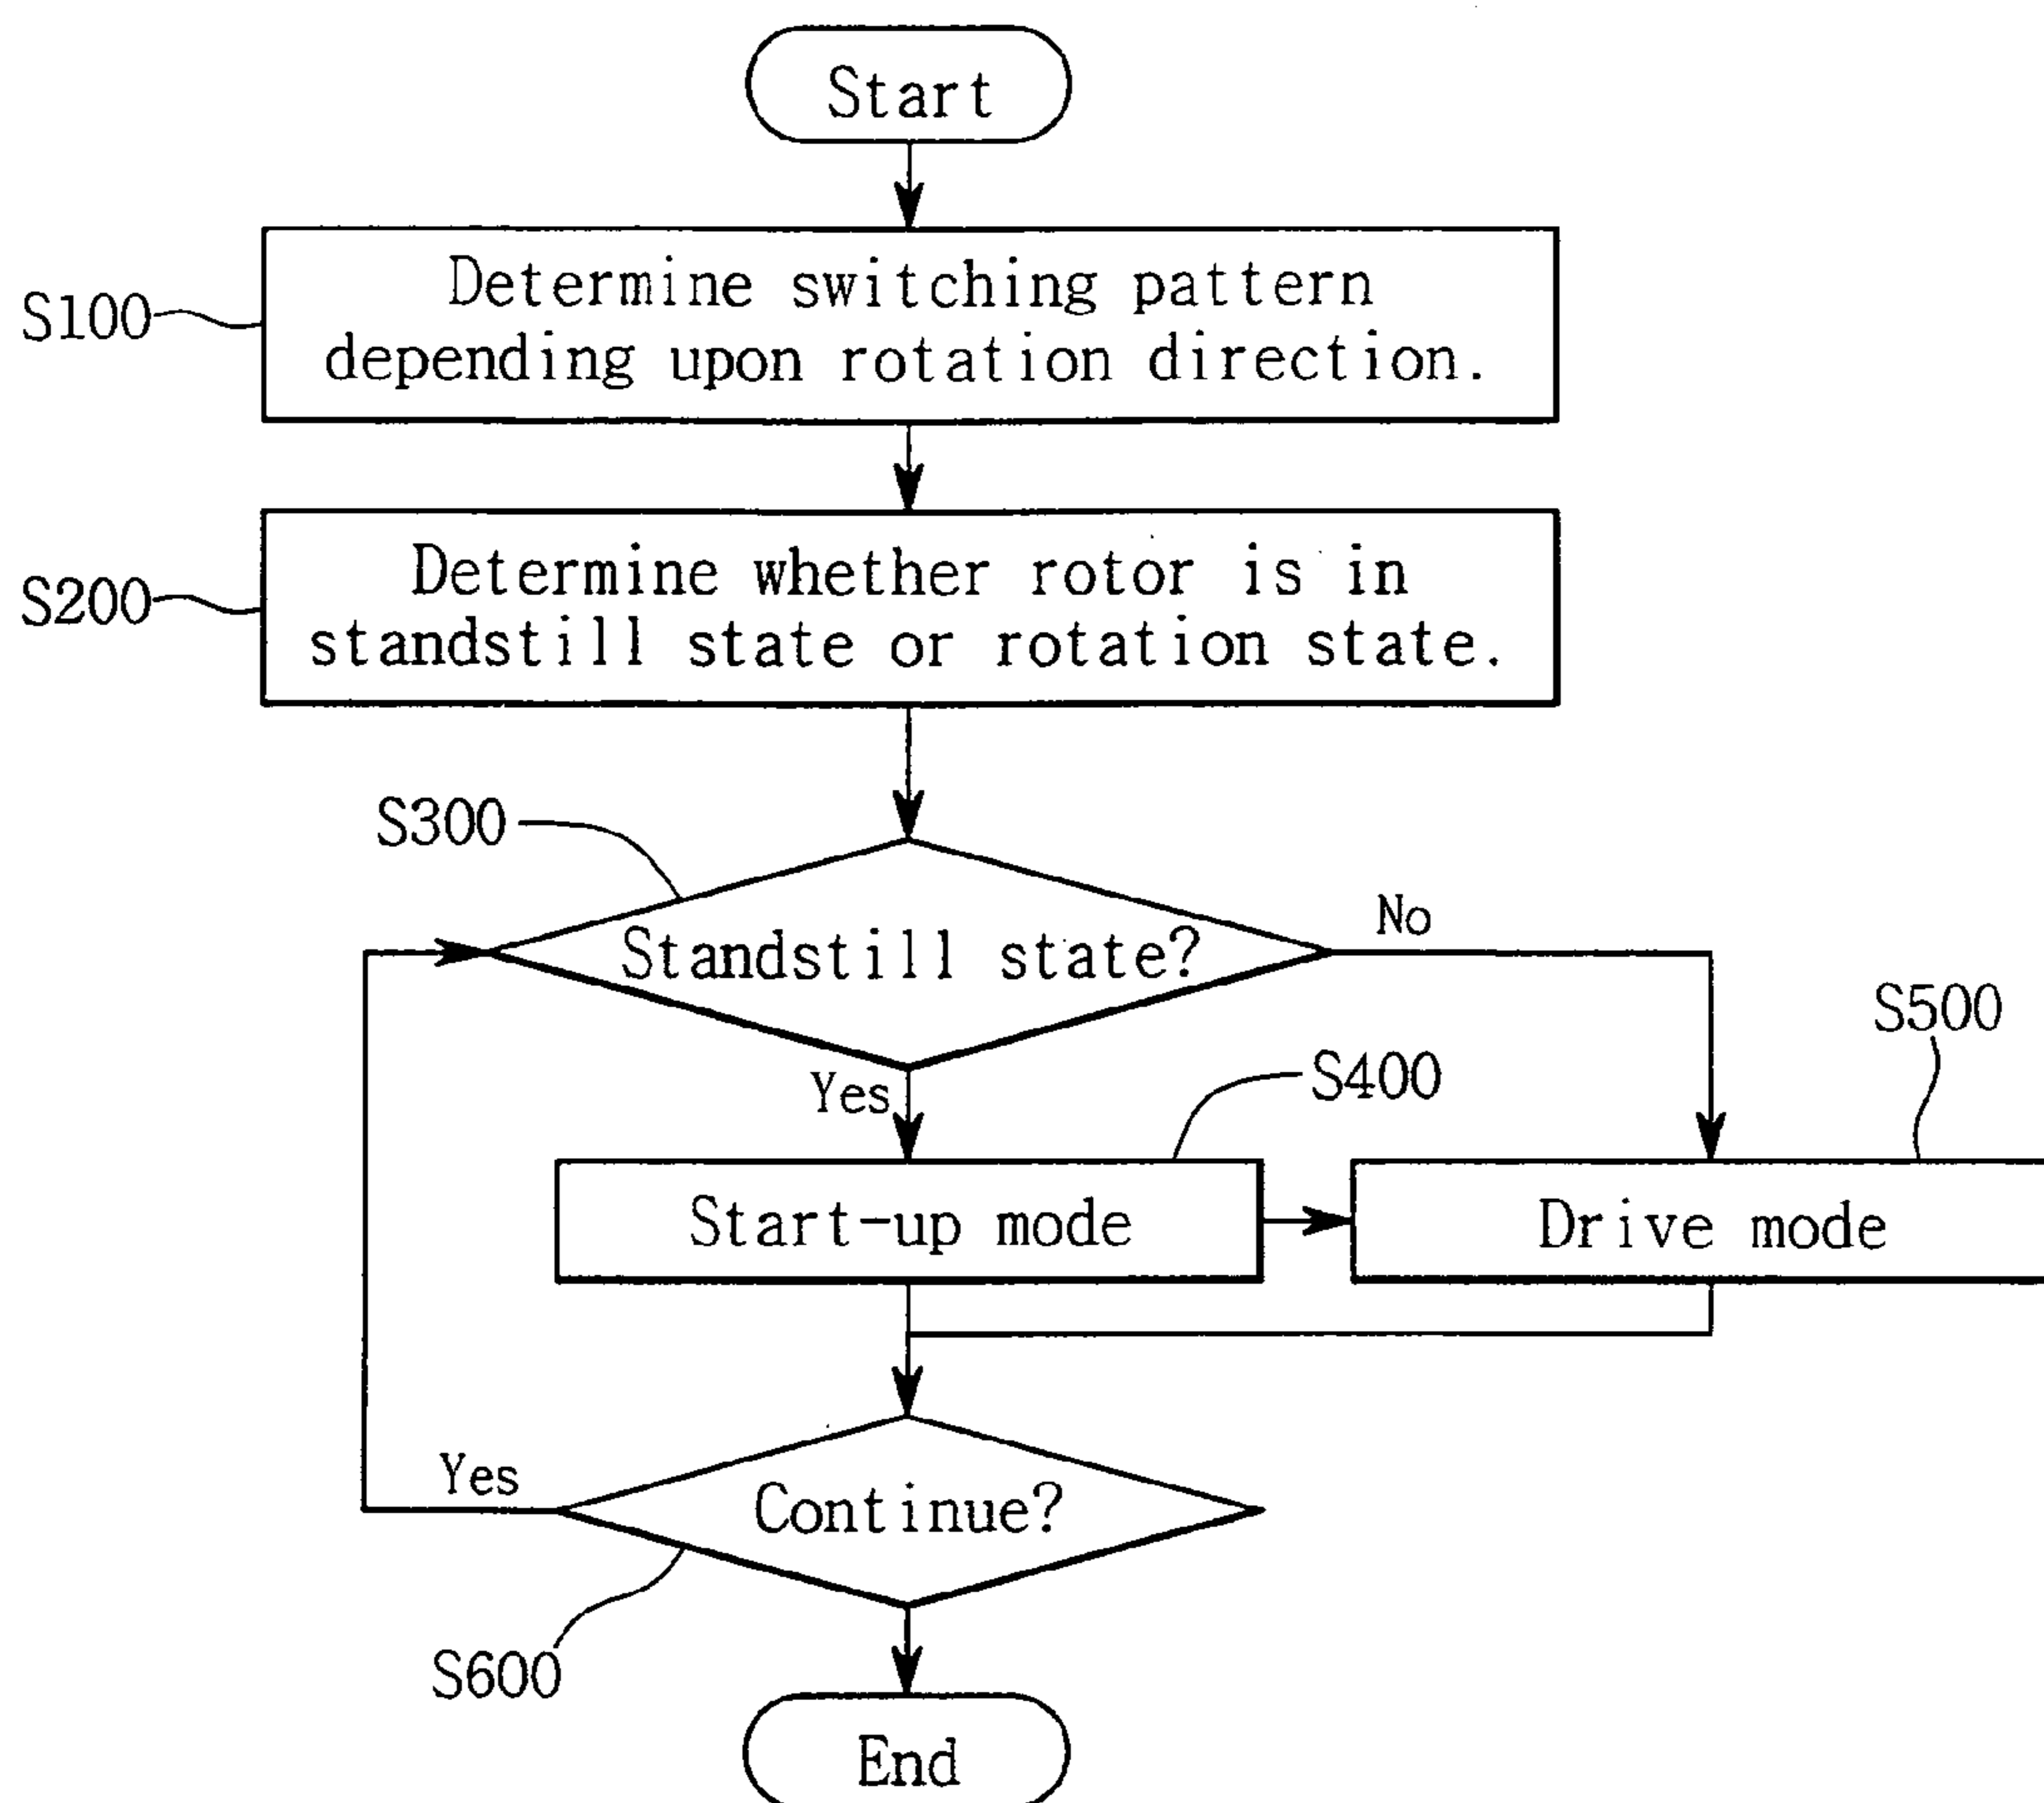 Start
S100
Determine switching pattern
depending upon rotation direction.
S200
Determine whether rotor is in
standstill state or rotation state.
S300
Standstill state?
No
Yes
S400
S500
Start-up mode
Drive mode
Yes
Continue?
S600
End